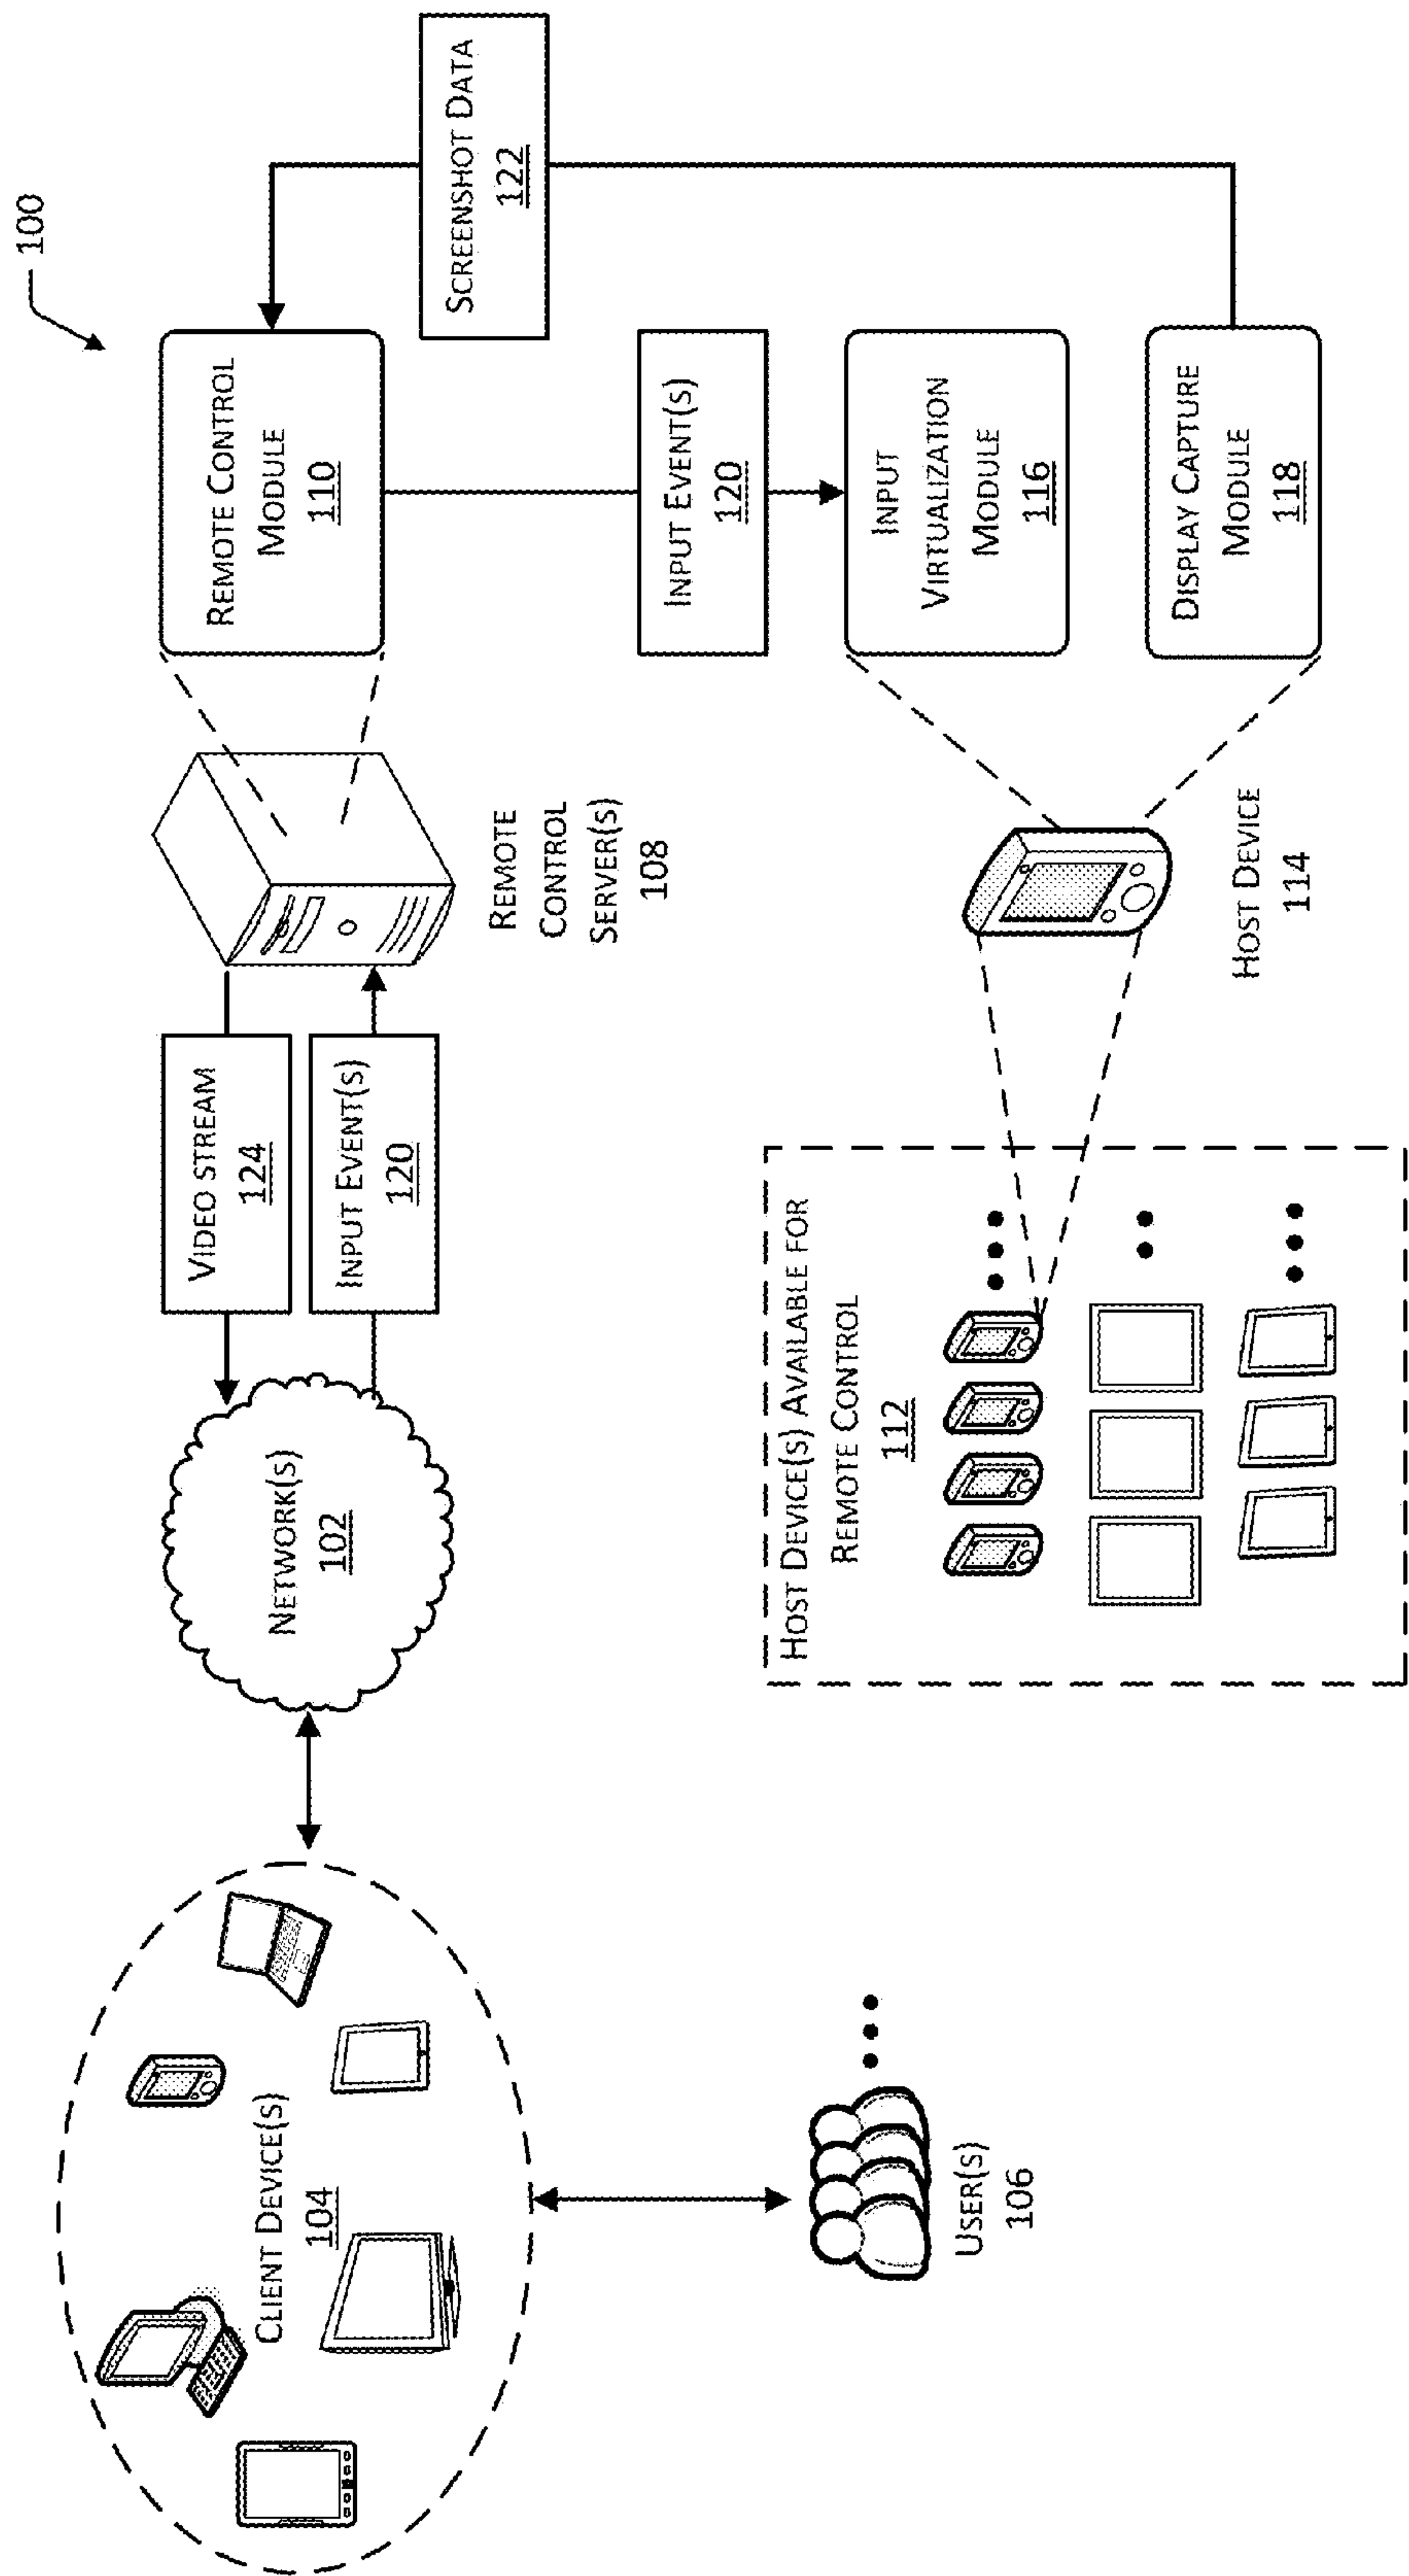 100
CLIENT DEVICE(S)
104
NETWORK(S)
102
VIDEO STREAM
124
INPUT EVENT(S)
120
REMOTE
CONTROL
SERVER(S)
108
REMOTE CONTROL
MODULE
110
SCREENSHOT DATA
122
INPUT EVENT(S)
120
USER(S)
106
HOST DEVICE(S) AVAILABLE FOR
REMOTE CONTROL
112
HOST DEVICE
114
INPUT
VIRTUALIZATION
MODULE
116
DISPLAY CAPTURE
MODULE
118